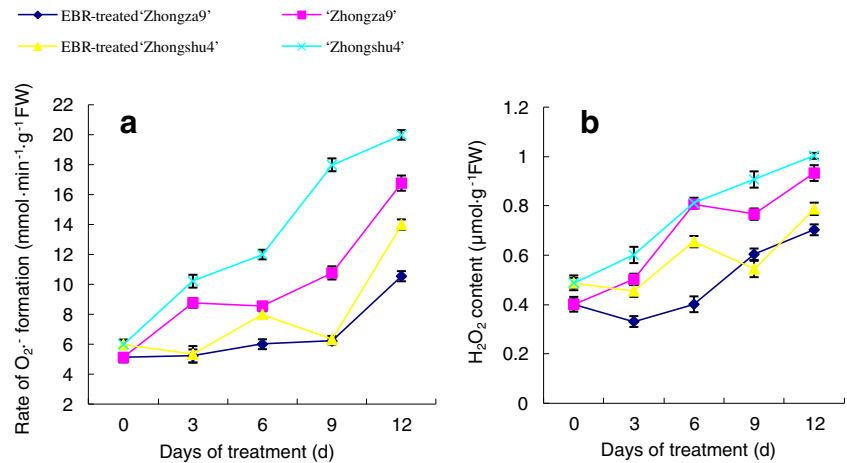 EBR-treated‘Zhongza9’ ‘Zhongza9’
EBR-treated‘Zhongshu4’ ‘Zhongshu4’
a
Rate of O₂·⁻ formation (mmol·min⁻¹·g⁻¹ FW)
22
20
18
16
14
12
10
8
6
4
2
0 3 6 9 12
Days of treatment (d)
b
H₂O₂ content (μmol·g⁻¹FW)
1.2
1
0.8
0.6
0.4
0.2
0
0 3 6 9 12
Days of treatment (d)